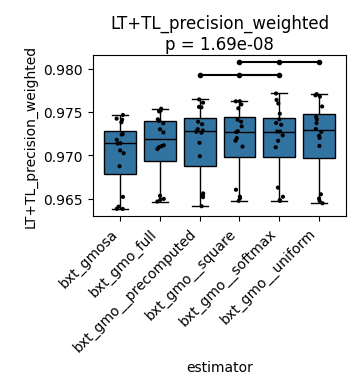 LT+TL_precision_weighted
p = 1.69e-08
LT+TL_precision_weighted
0.980
0.975
0.970
0.965
bxt_gmosa
bxt_gmo_full
bxt_gmo__precomputed
bxt_gmo__square
bxt_gmo__softmax
bxt_gmo__uniform
estimator